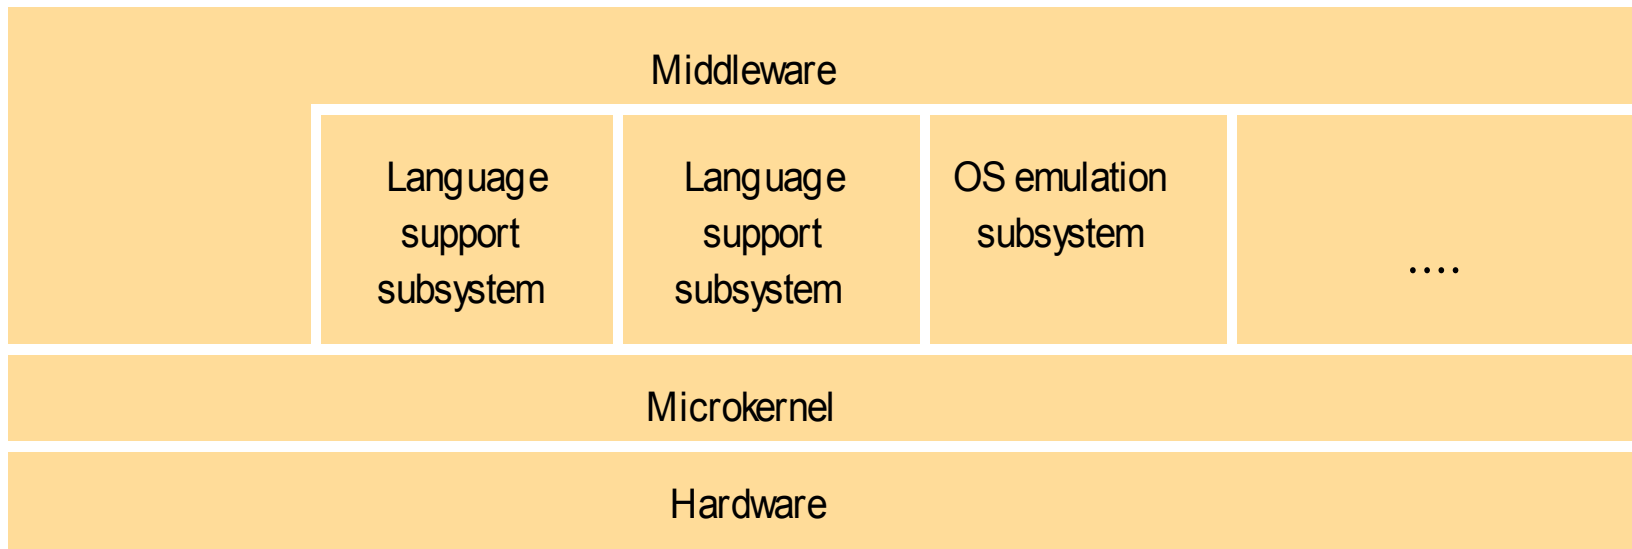 Middleware
Language
support
subsystem
Language
support
subsystem
OS emulation
subsystem
....
Microkernel
Hardware